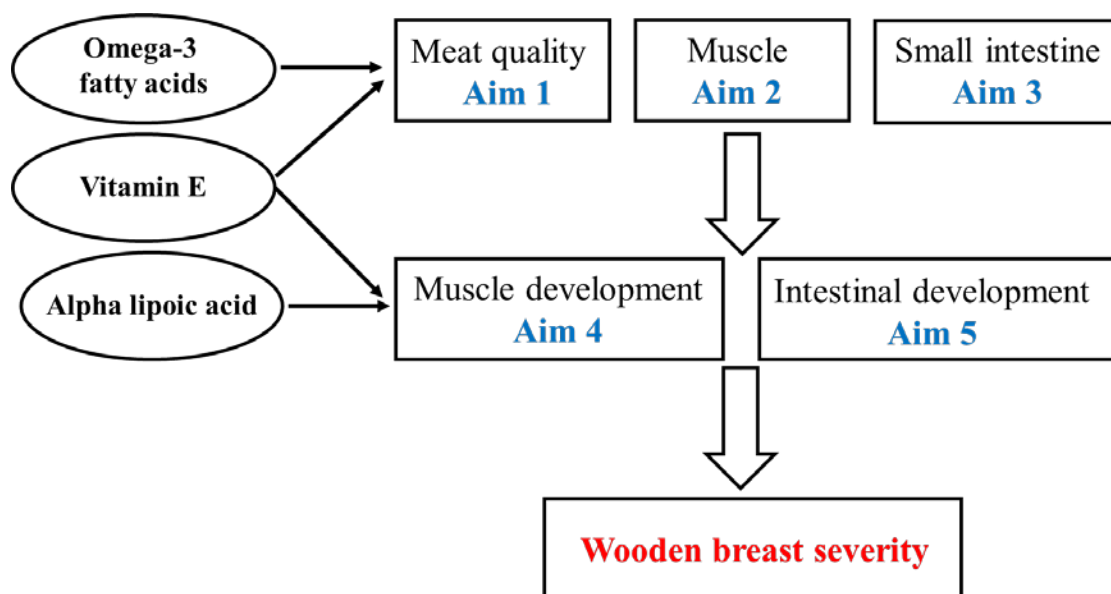 Omega-3
fatty acids
Vitamin E
Alpha lipoic acid
Meat quality
Aim 1
Muscle
Aim 2
Small intestine
Aim 3
Muscle development
Aim 4
Intestinal development
Aim 5
Wooden breast severity